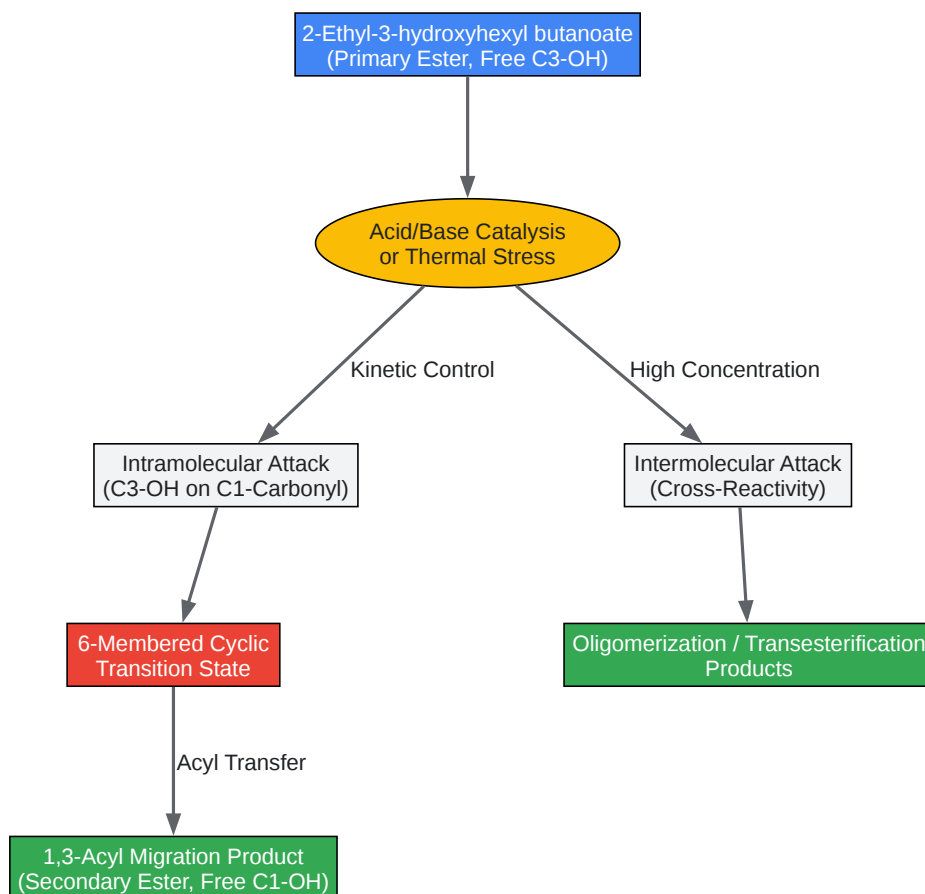 2-Ethyl-3-hydroxyhexyl butanoate
(Primary Ester, Free C3-OH)
Acid/Base Catalysis
or Thermal Stress
Kinetic Control
High Concentration
Intramolecular Attack
(C3-OH on C1-Carbonyl)
Intermolecular Attack
(Cross-Reactivity)
6-Membered Cyclic
Transition State
Oligomerization / Transesterification
Products
Acyl Transfer
1,3-Acyl Migration Product
(Secondary Ester, Free C1-OH)